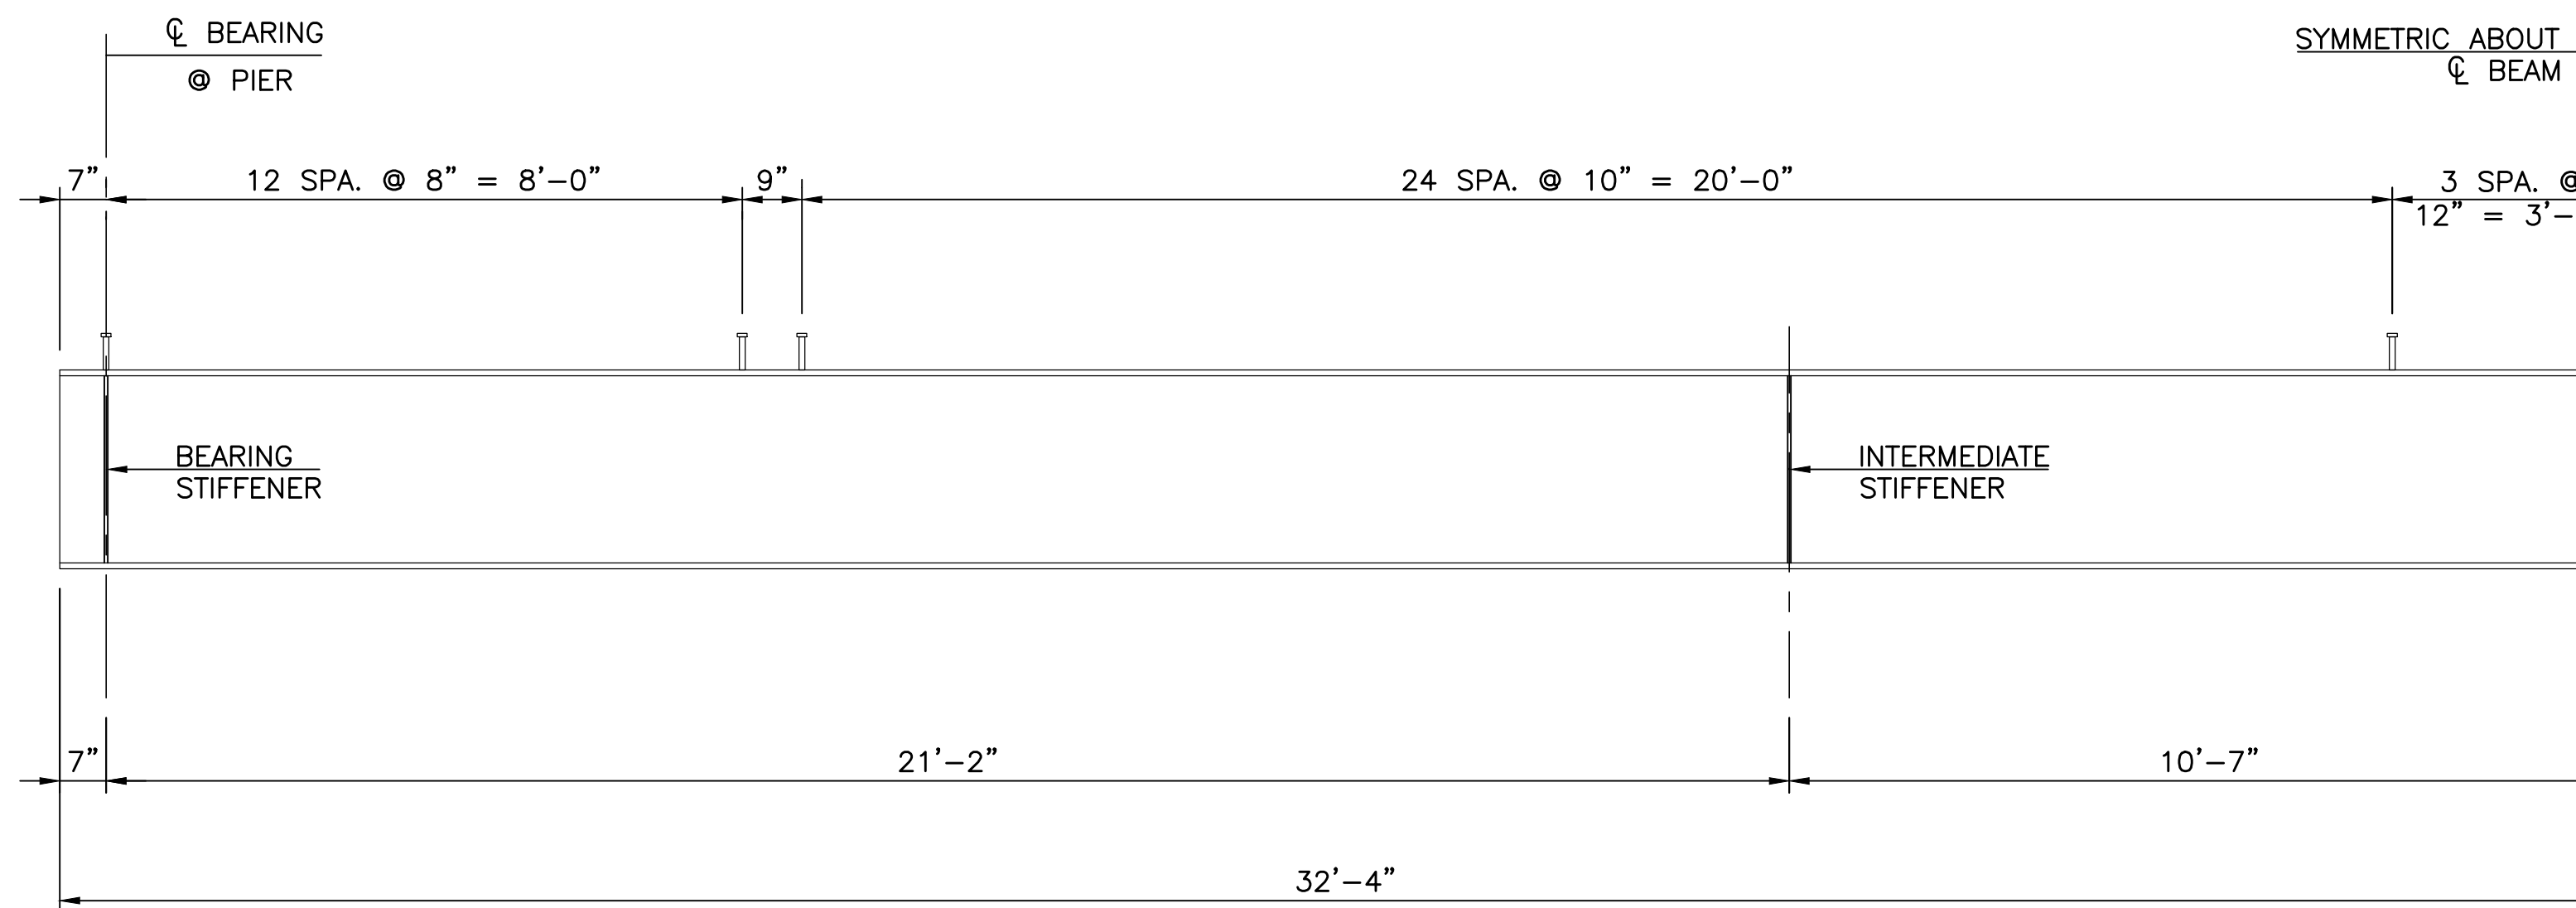 ℄ BEARING
@ PIER
SYMMETRIC ABOUT
℄ BEAM
7"
12 SPA. @ 8" = 8'-0"
9"
24 SPA. @ 10" = 20'-0"
3 SPA. @
12" = 3'-
BEARING
STIFFENER
INTERMEDIATE
STIFFENER
7"
21'-2"
10'-7"
32'-4"